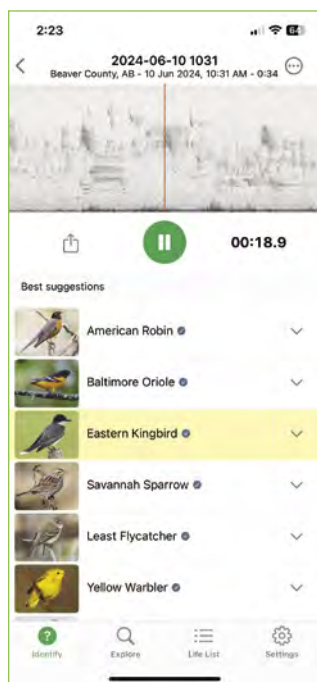 2:23
64
2024-06-10 1031
Beaver County, AB - 10 Jun 2024, 10:31 AM - 0:34
00:18.9
Best suggestions
American Robin
Baltimore Oriole
Eastern Kingbird
Savannah Sparrow
Least Flycatcher
Yellow Warbler
?
Identify
Explore
Life List
Settings